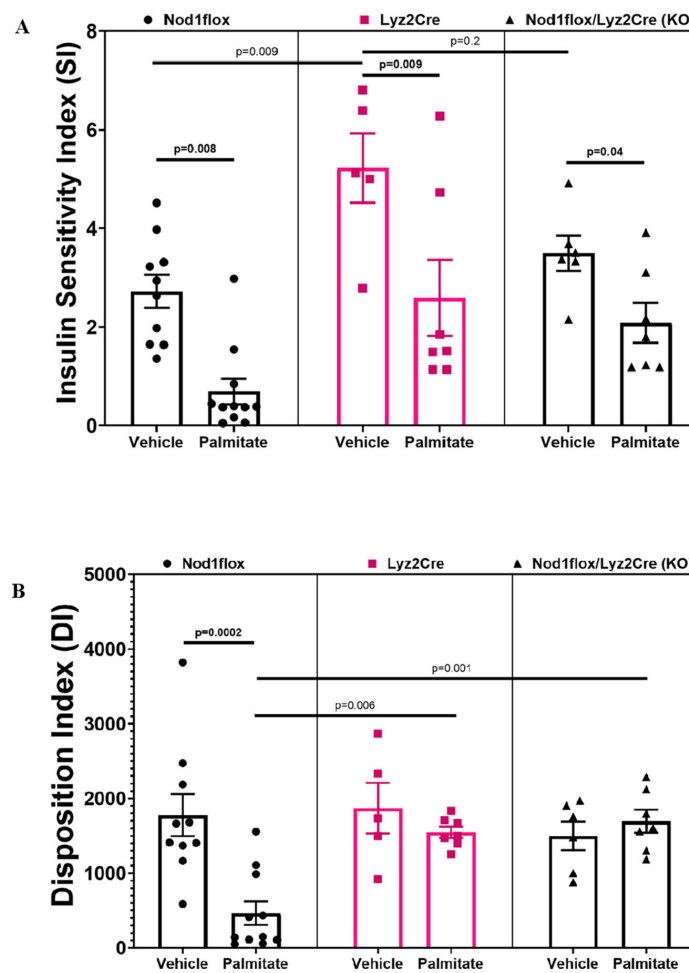 A
Nod1flox
Lyz2Cre
Nod1flox/Lyz2Cre (KO
Insulin Sensitivity Index (SI)
8
6
4
2
0
p=0.009
p=0.2
p=0.009
p=0.008
p=0.04
Vehicle Palmitate Vehicle Palmitate Vehicle Palmitate
B
Nod1flox
Lyz2Cre
Nod1flox/Lyz2Cre (KO
Disposition Index (DI)
5000
4000
3000
2000
1000
0
p=0.0002
p=0.001
p=0.006
Vehicle Palmitate Vehicle Palmitate Vehicle Palmitate